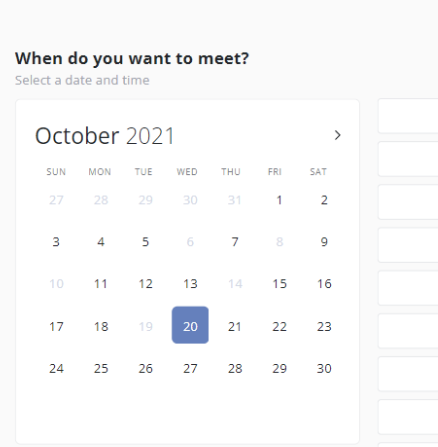 When do you want to meet?
Select a date and time
October 2021 >
SUN MON TUE WED THU FRI SAT
27 28 29 30 31 1 2
3 4 5 6 7 8 9
10 11 12 13 14 15 16
17 18 19 20 21 22 23
24 25 26 27 28 29 30